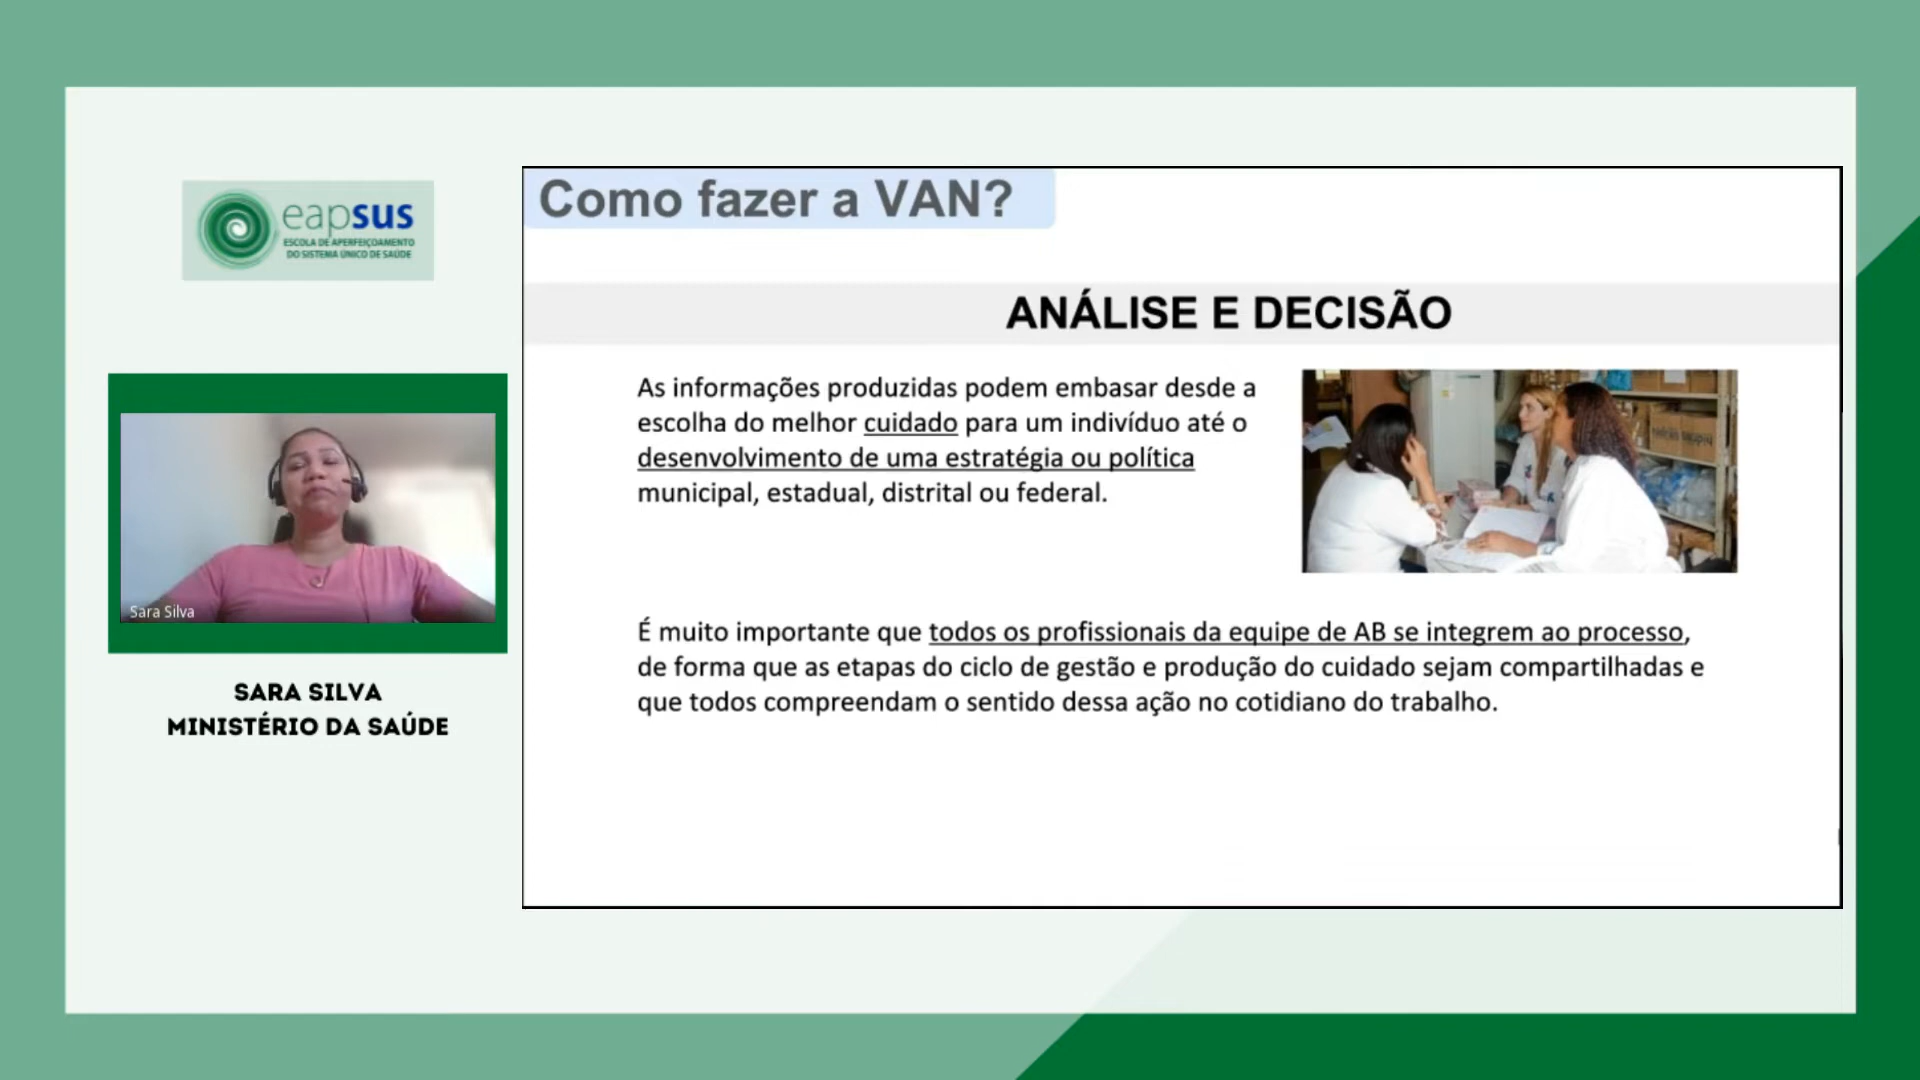 eapsus
ESCOLA DE APERFEIÇOAMENTO
DO SISTEMA ÚNICO DE SAÚDE
Sara Silva
SARA SILVA
MINISTÉRIO DA SAÚDE
Como fazer a VAN?
ANÁLISE E DECISÃO
As informações produzidas podem embasar desde a
escolha do melhor cuidado para um indivíduo até o
desenvolvimento de uma estratégia ou política
municipal, estadual, distrital ou federal.
É muito importante que todos os profissionais da equipe de AB se integrem ao processo,
de forma que as etapas do ciclo de gestão e produção do cuidado sejam compartilhadas e
que todos compreendam o sentido dessa ação no cotidiano do trabalho.